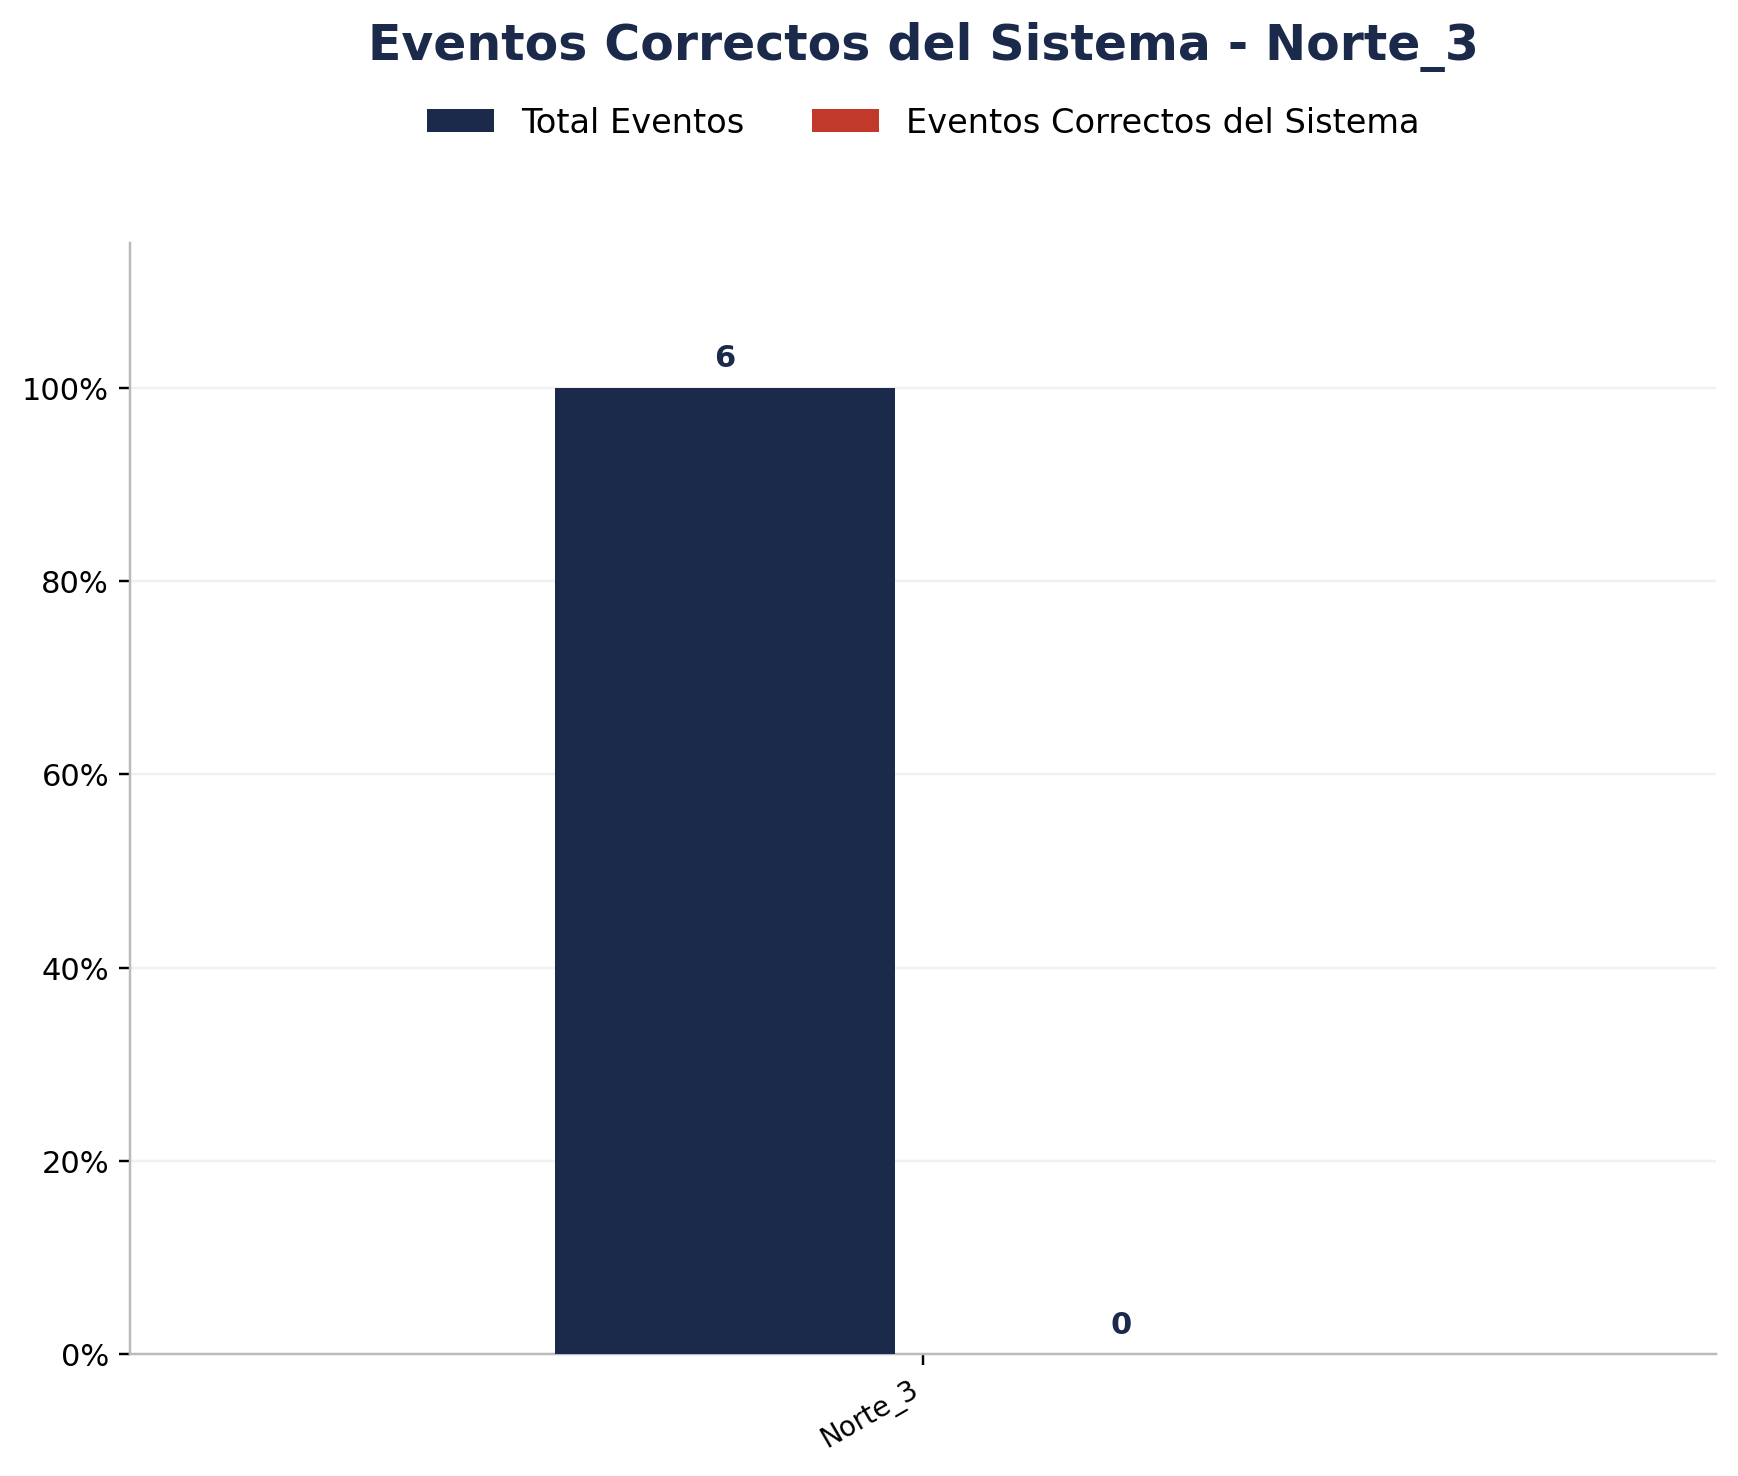 Eventos Correctos del Sistema - Norte_3
Total Eventos Eventos Correctos del Sistema
6
100%
80%
60%
40%
20%
0
0%
Norte_3